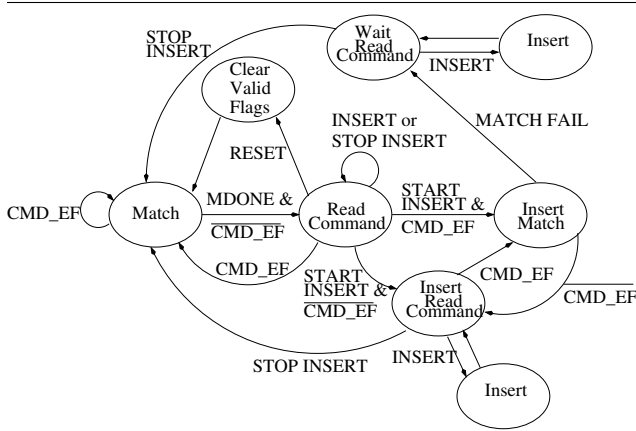 STOP
INSERT
Wait
Read
Command
Insert
INSERT
Clear
Valid
Flags
INSERT or
STOP INSERT
MATCH FAIL
RESET
CMD_EF
Match
MDONE &
CMD_EF
Read
Command
START
INSERT &
CMD_EF
Insert
Match
CMD_EF
START
INSERT &
CMD_EF
Insert
Read
Command
CMD_EF
CMD_EF
STOP INSERT
INSERT
Insert